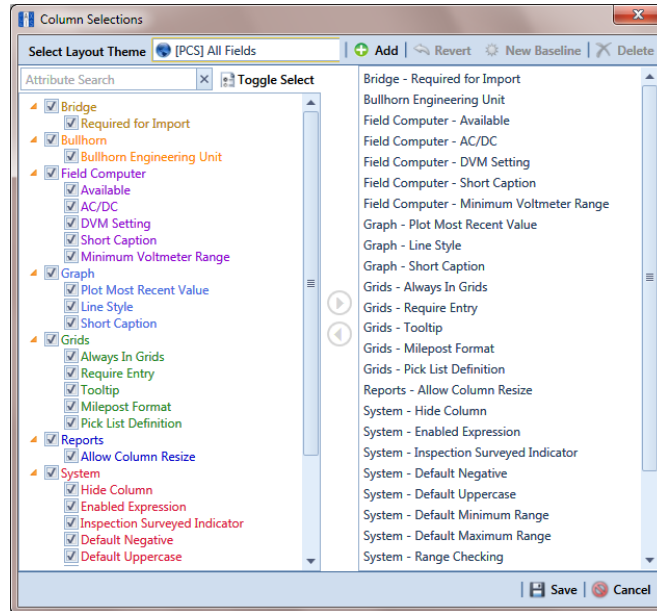 Column Selections
Select Layout Theme [PCS] All Fields Add Revert New Baseline Delete
Attribute Search Toggle Select
Bridge
Required for Import
Bullhorn
Bullhorn Engineering Unit
Field Computer
Available
AC/DC
DVM Setting
Short Caption
Minimum Voltmeter Range
Graph
Plot Most Recent Value
Line Style
Short Caption
Grids
Always In Grids
Require Entry
Tooltip
Milepost Format
Pick List Definition
Reports
Allow Column Resize
System
Hide Column
Enabled Expression
Inspection Surveyed Indicator
Default Negative
Default Uppercase
Bridge - Required for Import
Bullhorn Engineering Unit
Field Computer - Available
Field Computer - AC/DC
Field Computer - DVM Setting
Field Computer - Short Caption
Field Computer - Minimum Voltmeter Range
Graph - Plot Most Recent Value
Graph - Line Style
Graph - Short Caption
Grids - Always In Grids
Grids - Require Entry
Grids - Tooltip
Grids - Milepost Format
Grids - Pick List Definition
Reports - Allow Column Resize
System - Hide Column
System - Enabled Expression
System - Inspection Surveyed Indicator
System - Default Negative
System - Default Uppercase
System - Default Minimum Range
System - Default Maximum Range
System - Range Checking
Save Cancel